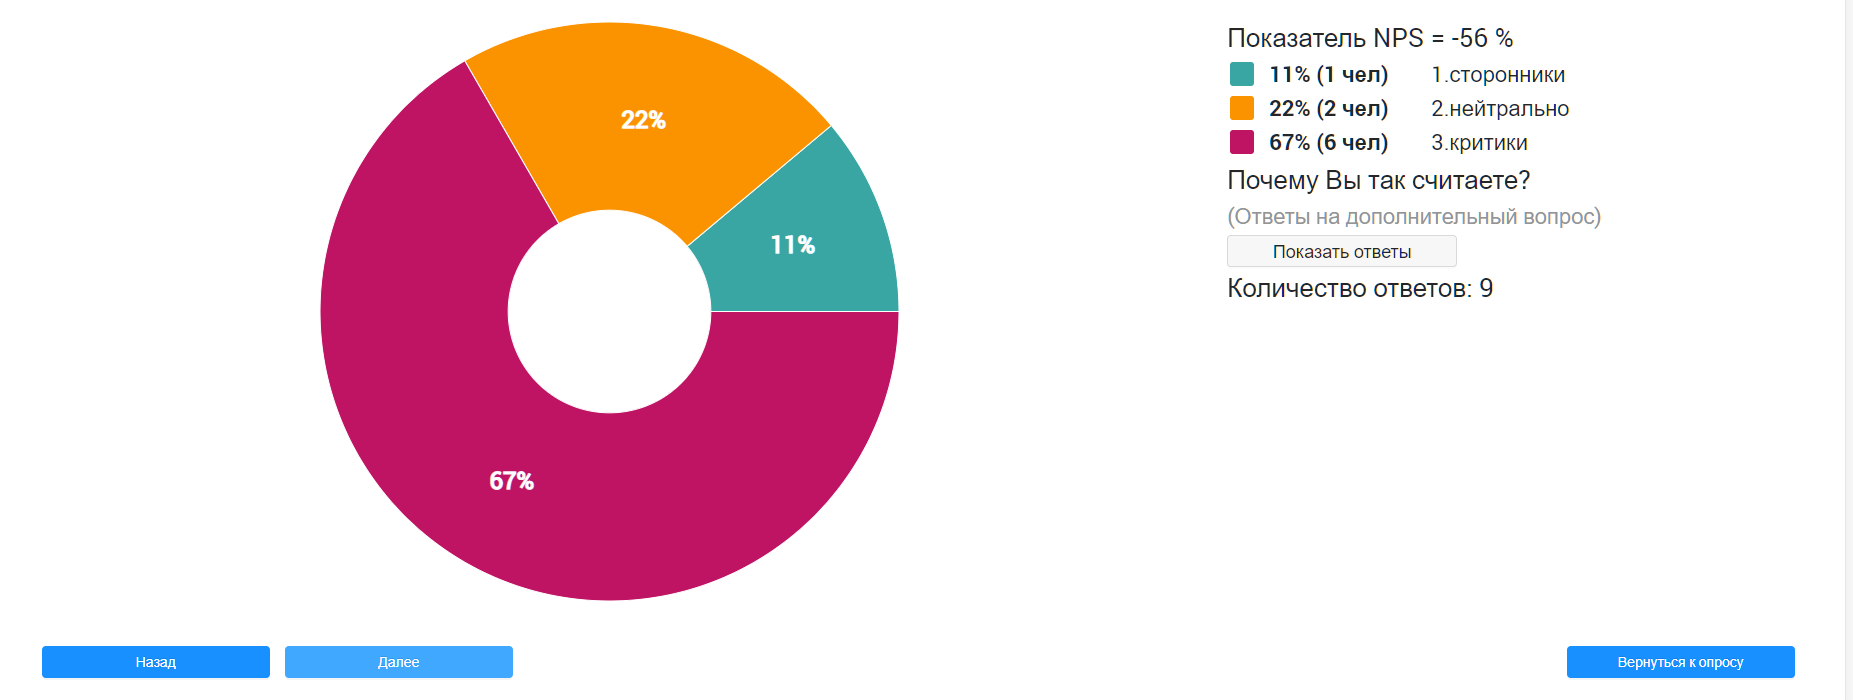 22%
11%
67%
Показатель NPS = -56 %
11% (1 чел) 1.сторонники
22% (2 чел) 2.нейтрально
67% (6 чел) 3.критики
Почему Вы так считаете?
(Ответы на дополнительный вопрос)
Показать ответы
Количество ответов: 9
Назад Далее Вернуться к опросу